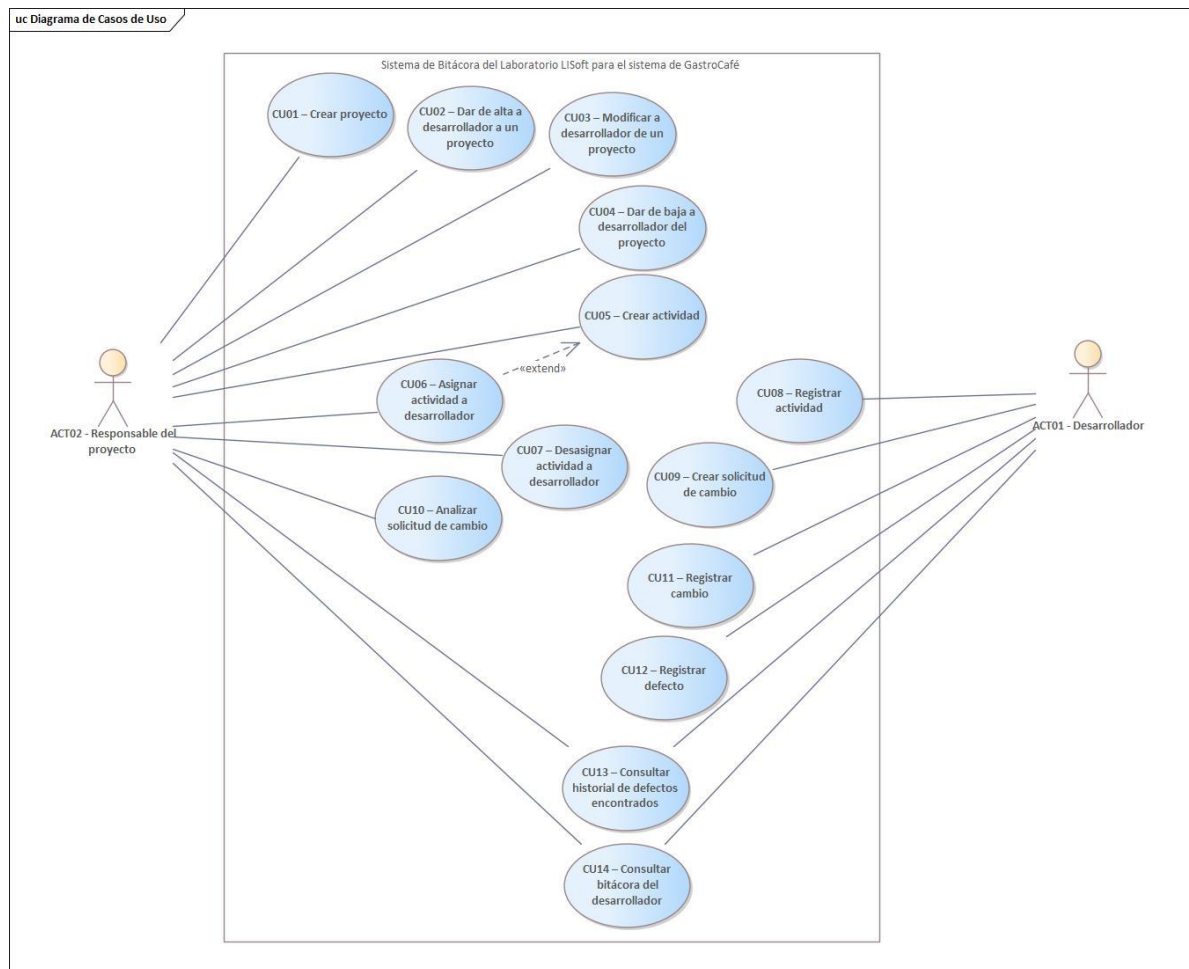 uc Diagrama de Casos de Uso
Sistema de Bitácora del Laboratorio LISoft para el sistema de GastroCafé
CU01 – Crear proyecto
CU02 – Dar de alta a
desarrollador a un
proyecto
CU03 – Modificar a
desarrollador de un
proyecto
CU04 – Dar de baja a
desarrollador del
proyecto
CU05 – Crear actividad
«extend»
CU06 – Asignar
actividad a
desarrollador
CU08 – Registrar
actividad
ACT02 - Responsable del
proyecto
ACT01 - Desarrollador
CU07 – Desasignar
actividad a
desarrollador
CU09 – Crear solicitud
de cambio
CU10 – Analizar
solicitud de cambio
CU11 – Registrar
cambio
CU12 – Registrar
defecto
CU13 – Consultar
historial de defectos
encontrados
CU14 – Consultar
bitácora del
desarrollador